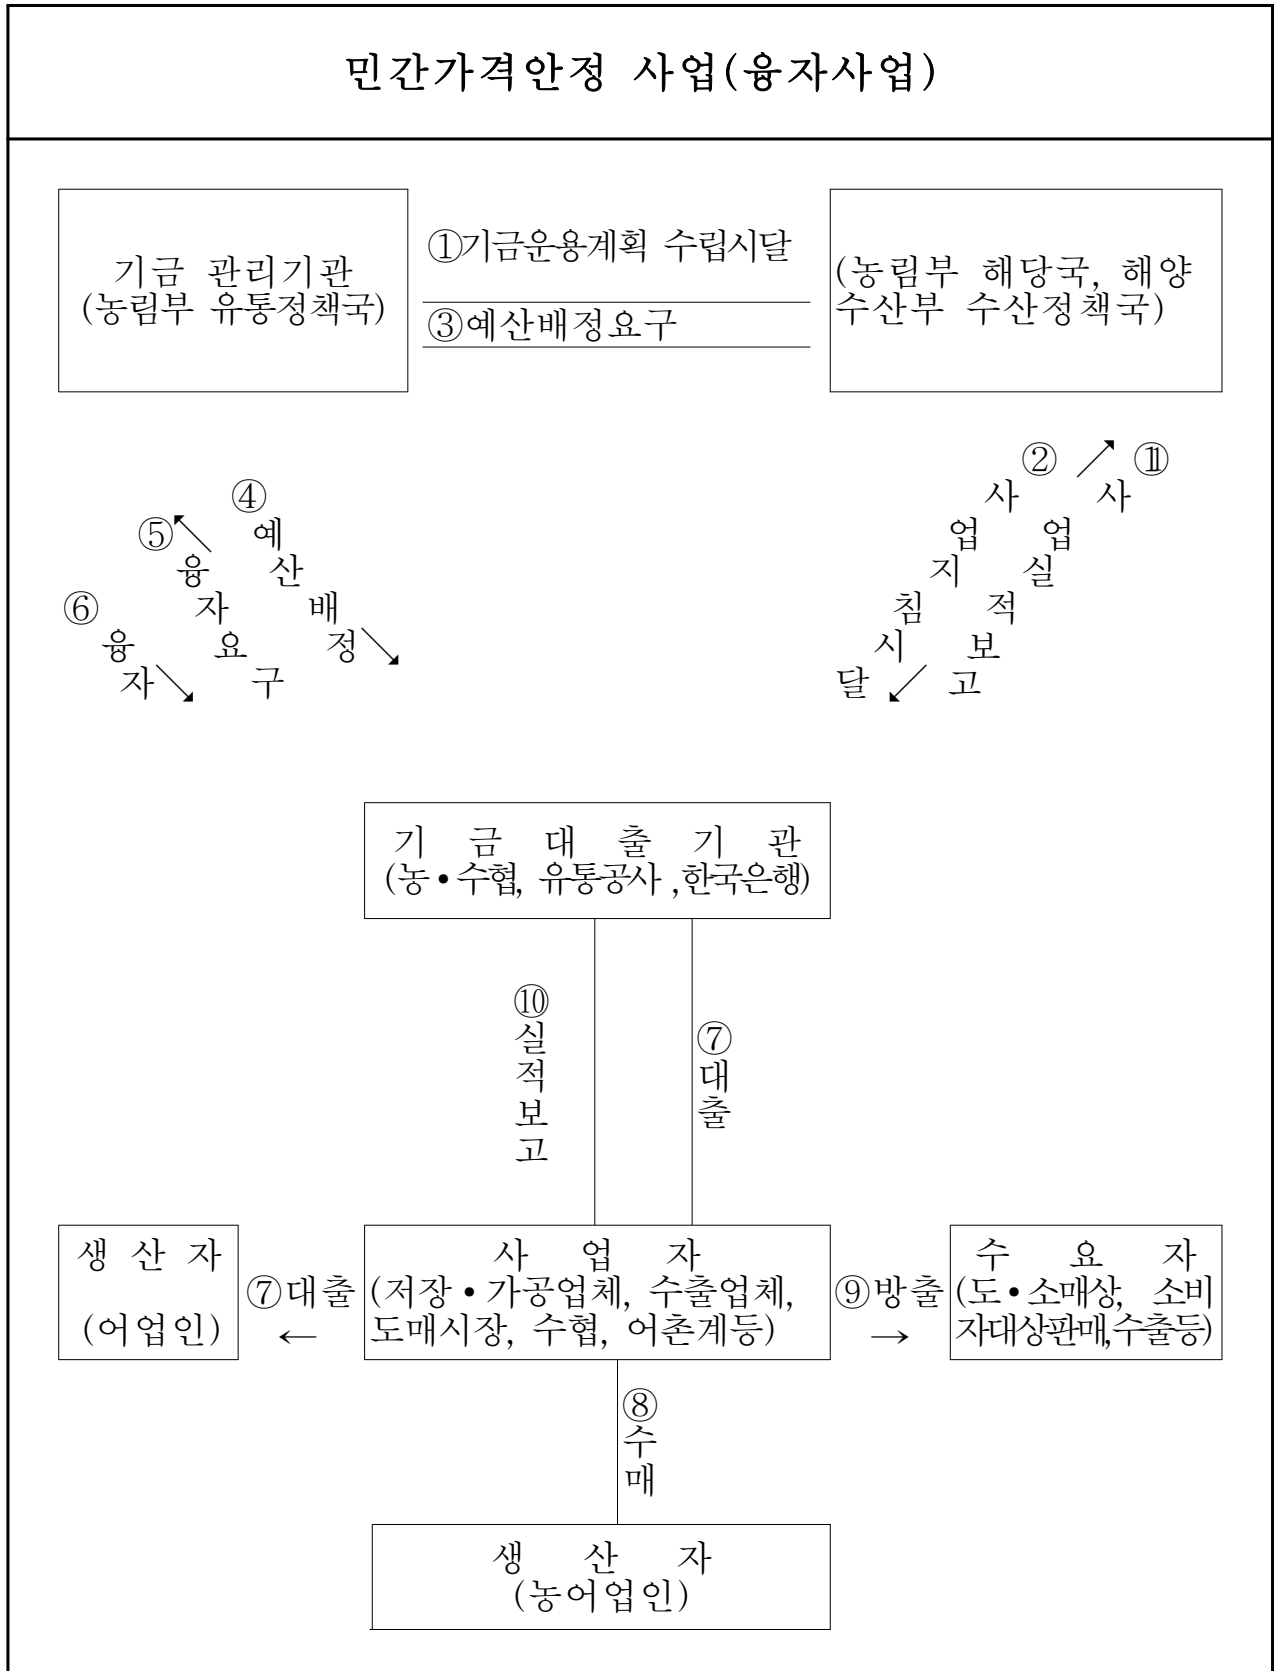 민간가격안정 사업(융자사업)
기금 관리기관
(농림부 유통정책국)
①기금운용계획 수립시달
③예산배정요구
(농림부 해당국, 해양
수산부 수산정책국)
④예산배정↘
⑤↖융자요구
⑥융자↘
②사업지침시달↙
↗⑪사업실적보고
기 금 대 출 기 관
(농•수협, 유통공사 ,한국은행)
⑩실적보고
⑦대출
생 산 자
(어업인)
⑦대출
←
사 업 자
(저장•가공업체, 수출업체,
도매시장, 수협, 어촌계등)
⑨방출
→
수 요 자
(도•소매상, 소비
자대상판매,수출등)
⑧수매
생 산 자
(농어업인)